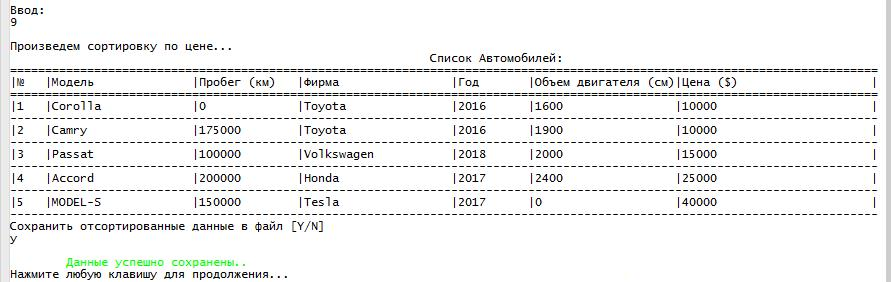 Ввод:
9
Произведем сортировку по цене...
Список Автомобилей:
|№ |Модель |Пробег (км) |Фирма |Год |Объем двигателя (см)|Цена ($) |
|1 |Corolla |0 |Toyota |2016 |1600 |10000 |
|2 |Camry |175000 |Toyota |2016 |1900 |10000 |
|3 |Passat |100000 |Volkswagen |2018 |2000 |15000 |
|4 |Accord |200000 |Honda |2017 |2400 |25000 |
|5 |MODEL-S |150000 |Tesla |2017 |0 |40000 |
Сохранить отсортированные данные в файл [Y/N]
y
Данные успешно сохранены..
Нажмите любую клавишу для продолжения...